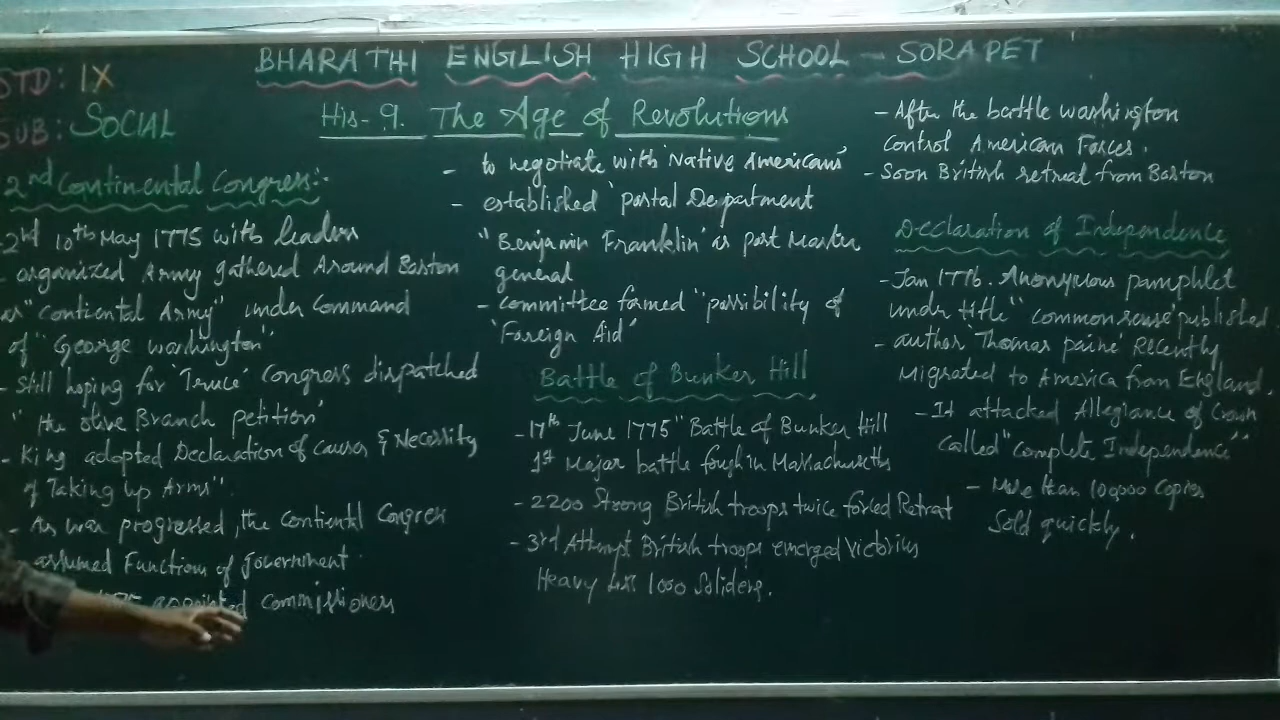 BHARATHI ENGLISH HIGH SCHOOL - SORAPET
STD: IX
SUB: SOCIAL
His- 9. The Age of Revolutions
2nd Continental Congress:-
2nd 10th May 1775 with leaders
- organized Army gathered Around Boston
as "Contiental Army" under Command
of "George washington"
- Still hoping for 'Truce' Congress dispatched
" the olive Branch petition"
- King adopted Declaration of causes & Necessity
of Taking up Arms".
- As war progressed, the Contiental Congress
assumed Functions of government
appointed Commissioners
- to negotiate with 'Native Americans'
- established 'postal Department
"Benjamin Franklin' as post Master
general
- Committee formed "possibility of
'Foreign Aid'
Battle of Bunker Hill
- 17th June 1775 "Battle of Bunker Hill
1st Major battle fough in Massachusetts
- 2200 Strong British troops twice forced Retrat
- 3rd Attempt British troops emerged victorius
Heavy loss 1000 Soliders.
- After the battle washington
Control American Forces.
- Soon British retreat from Boston
Decclaration of Independence
- Jan 1776. Anonymous pamphlet
under title "common sense" published.
- author 'Thomas paine' Recently
Migrated to America from England.
- It attacked Allegiance of Crown
Called "Complete Independence"
- More than 100,000 Copies
Sold quickly.